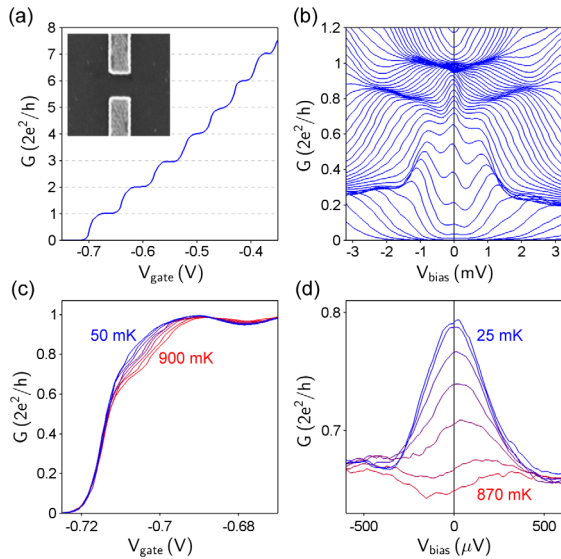 (a)
G (2e²/h)
8
7
6
5
4
3
2
1
0
-0.7
-0.6
-0.5
-0.4
V_gate (V)
(b)
G (2e²/h)
1.2
1
0.8
0.6
0.4
0.2
0
-3
-2
-1
0
1
2
3
V_bias (mV)
(c)
G (2e²/h)
1
0.8
0.6
0.4
0.2
0
50 mK
900 mK
-0.72
-0.7
-0.68
V_gate (V)
(d)
G (2e²/h)
0.8
0.7
0.6
25 mK
870 mK
-500
0
500
V_bias (μV)